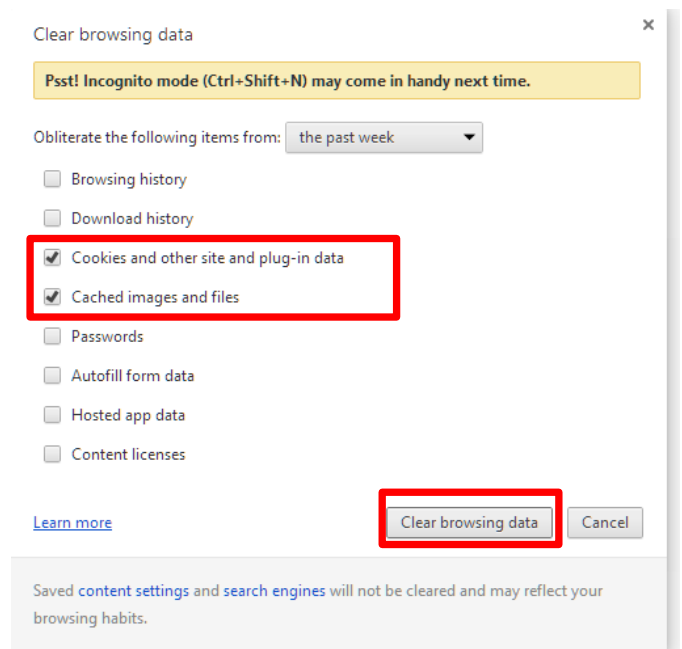 Clear browsing data
Psst! Incognito mode (Ctrl+Shift+N) may come in handy next time.
Obliterate the following items from: the past week
Browsing history
Download history
Cookies and other site and plug-in data
Cached images and files
Passwords
Autofill form data
Hosted app data
Content licenses
Learn more Clear browsing data Cancel
Saved content settings and search engines will not be cleared and may reflect your
browsing habits.